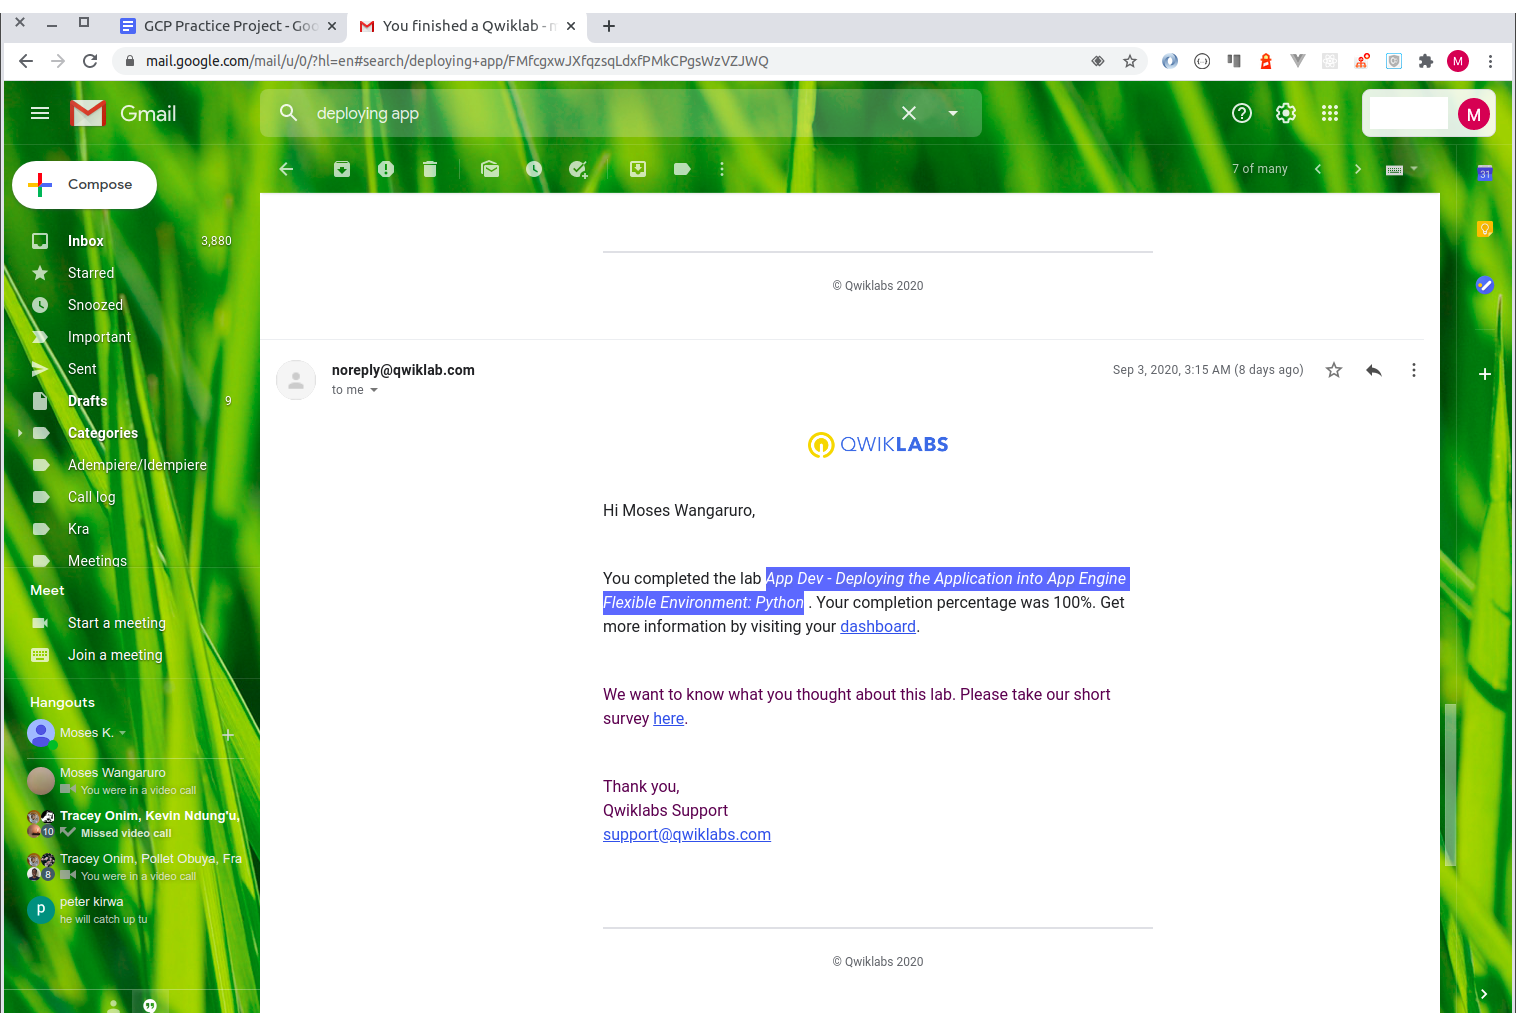 GCP Practice Project - Goo
You finished a Qwiklab - m
mail.google.com/mail/u/0/?hl=en#search/deploying+app/FMfcgxwJXfqzsqLdxfPMkCPgsWzVZJWQ
M
Gmail
deploying app
M
Compose
7 of many
31
Inbox 3,880
Starred
Snoozed
Important
Sent
Drafts 9
Categories
Adempiere/Idempiere
Call log
Kra
Meetings
Meet
Start a meeting
Join a meeting
Hangouts
Moses K.
Moses Wangaruro
You were in a video call
Tracey Onim, Kevin Ndung'u,
10 Missed video call
Tracey Onim, Pollet Obuya, Fra
8 You were in a video call
p peter kirwa
he will catch up tu
© Qwiklabs 2020
noreply@qwiklab.com
to me
Sep 3, 2020, 3:15 AM (8 days ago)
QWIKLABS
Hi Moses Wangaruro,
You completed the lab App Dev - Deploying the Application into App Engine
Flexible Environment: Python . Your completion percentage was 100%. Get
more information by visiting your dashboard.
We want to know what you thought about this lab. Please take our short
survey here.
Thank you,
Qwiklabs Support
support@qwiklabs.com
© Qwiklabs 2020